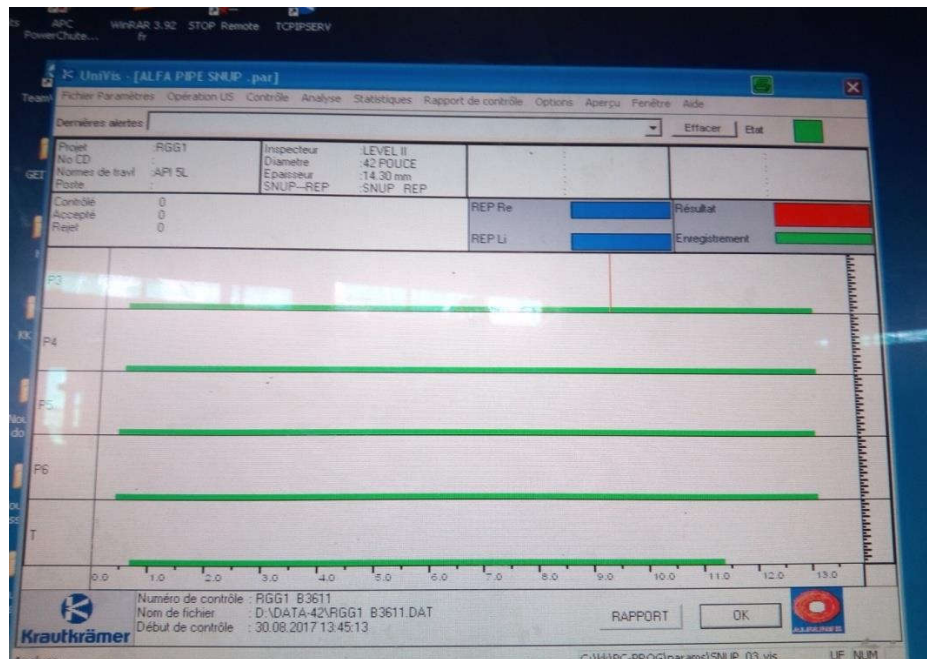 APC PowerChute...
WinRAR 3.92 fr
STOP Remote
TCPIPSERV
UniVis - [ALFA PIPE SNUP .par]
Fichier Paramètres Opération US Contrôle Analyse Statistiques Rapport de contrôle Options Aperçu Fenêtre Aide
Dernières alertes Effacer Etat
Projet :RGG1
No CD :
Normes de travl :API 5L
Poste :
Inspecteur :LEVEL II
Diametre :42 POUCE
Epaisseur :14.30 mm
SNUP--REP :SNUP REP
Contrôlé 0
Accepté 0
Rejet 0
REP Re
REP Li
Résultat
Enregistrement
P3
P4
P5
P6
T
0.0 1.0 2.0 3.0 4.0 5.0 6.0 7.0 8.0 9.0 10.0 11.0 12.0 13.0
Krautkrämer
Numéro de contrôle : RGG1 B3611
Nom de fichier : D:\DATA-42\RGG1 B3611.DAT
Début de contrôle : 30.08.2017 13:45:13
RAPPORT OK
UF NUM